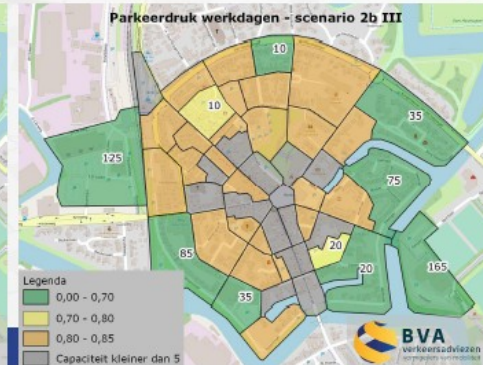 Parkeerdruk werkdagen - scenario 2b III
10
10
35
125
75
85
20
20
165
35
Legenda
0,00 - 0,70
0,70 - 0,80
0,80 - 0,85
Capaciteit kleiner dan 5
BVA
verkeersadviezen